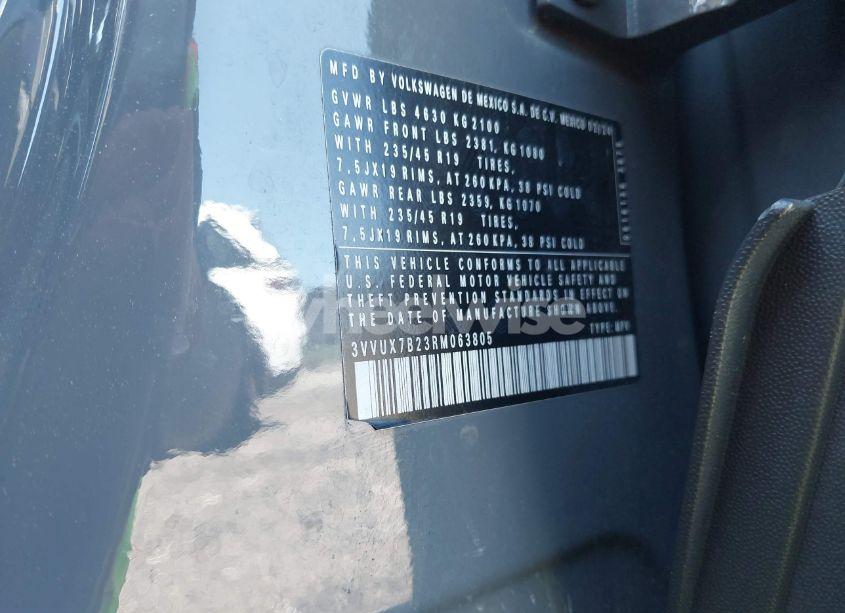 MFD BY VOLKSWAGEN DE MEXICO S.A. DE C.V. MEXICO
GVWR LBS 4630 KG 2100
GAWR FRONT LBS 2381, KG 1080
WITH 235/45 R19 TIRES,
7,5JX19 RIMS, AT 260 KPA, 38 PSI COLD
GAWR REAR LBS 2359, KG 1070
WITH 235/45 R19 TIRES,
7,5JX19 RIMS, AT 260 KPA, 38 PSI COLD
THIS VEHICLE CONFORMS TO ALL APPLICABLE
U.S. FEDERAL MOTOR VEHICLE SAFETY AND
THEFT PREVENTION STANDARDS IN EFFECT ON
THE DATE OF MANUFACTURE SHOWN ABOVE.
3VVUX7B23RM063805 TYPE: MPV
wheelwise